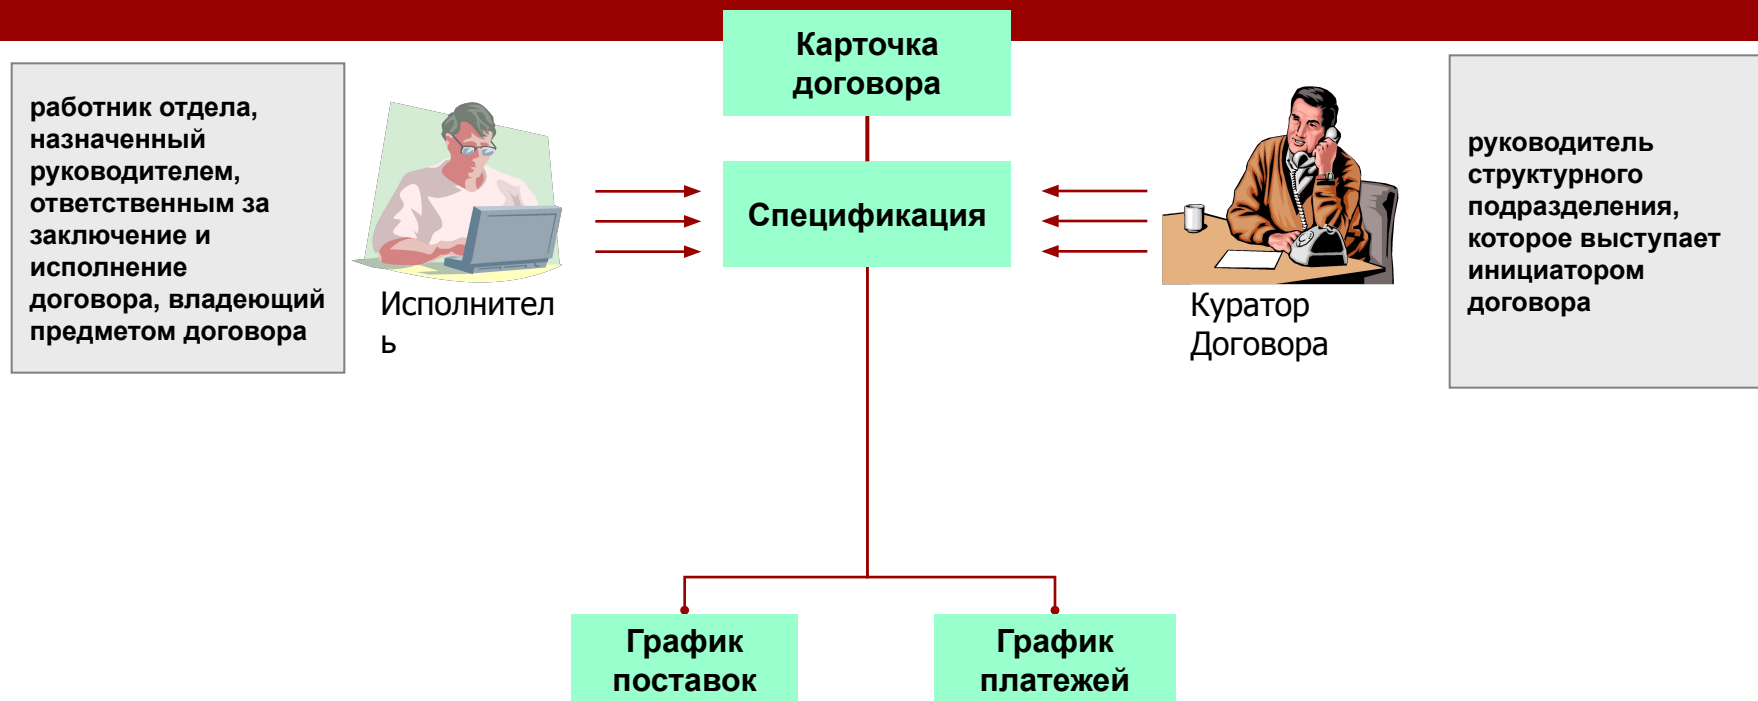 Карточка
договора
работник отдела,
назначенный
руководителем,
ответственным за
заключение и
исполнение
договора, владеющий
предметом договора
Исполнител
ь
Спецификация
Куратор
Договора
руководитель
структурного
подразделения,
которое выступает
инициатором
договора
График
поставок
График
платежей